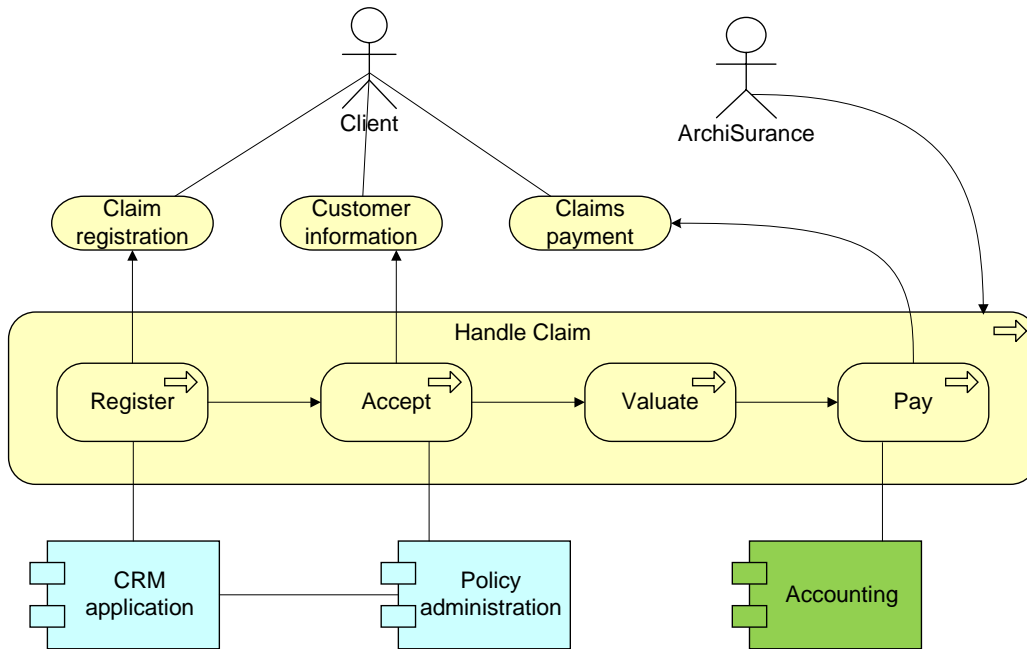 Client
ArchiSurance
Claim
registration
Customer
information
Claims
payment
Handle Claim
Register
Accept
Valuate
Pay
CRM
application
Policy
administration
Accounting